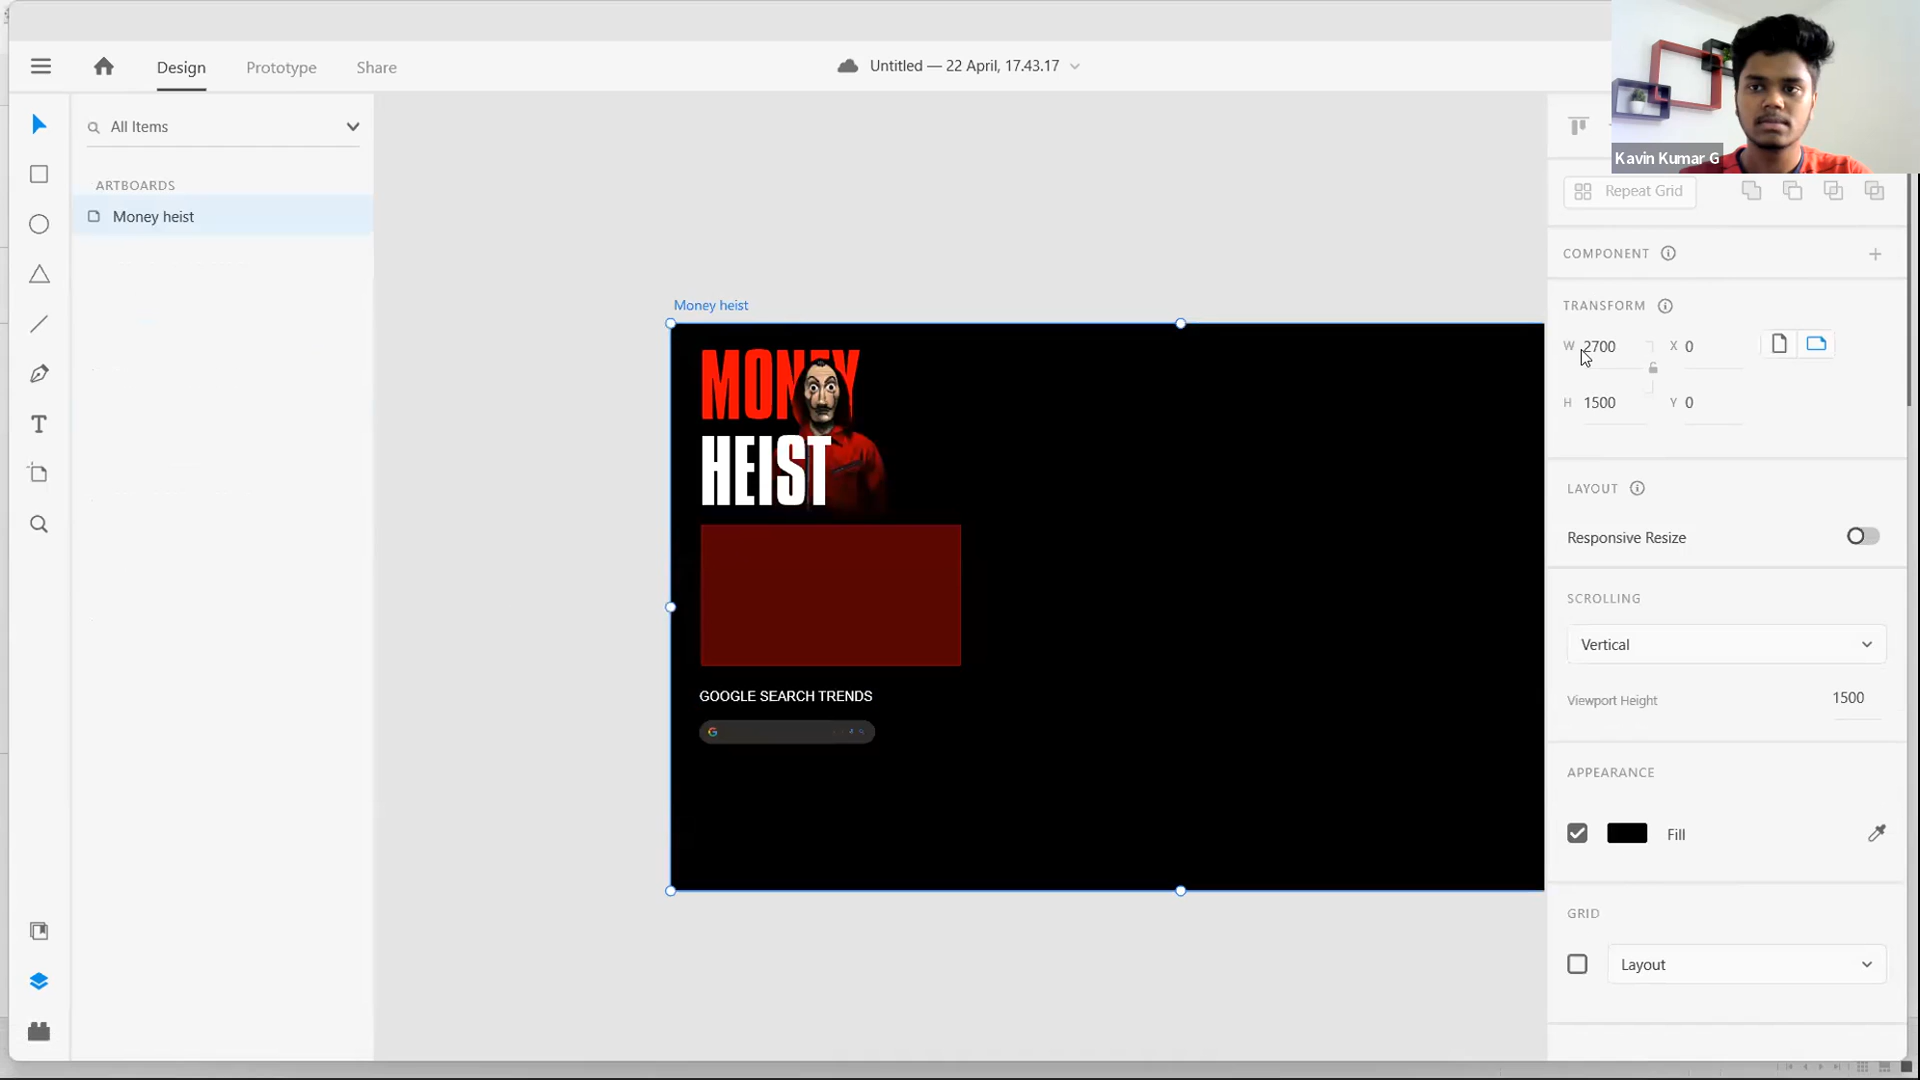 Design
Prototype
Share
Untitled — 22 April, 17.43.17
Kavin Kumar G
All Items
ARTBOARDS
Money heist
Money heist
MONEY
HEIST
GOOGLE SEARCH TRENDS
G
Repeat Grid
COMPONENT
TRANSFORM
W 2700
X 0
H 1500
Y 0
LAYOUT
Responsive Resize
SCROLLING
Vertical
Viewport Height
1500
APPEARANCE
Fill
GRID
Layout